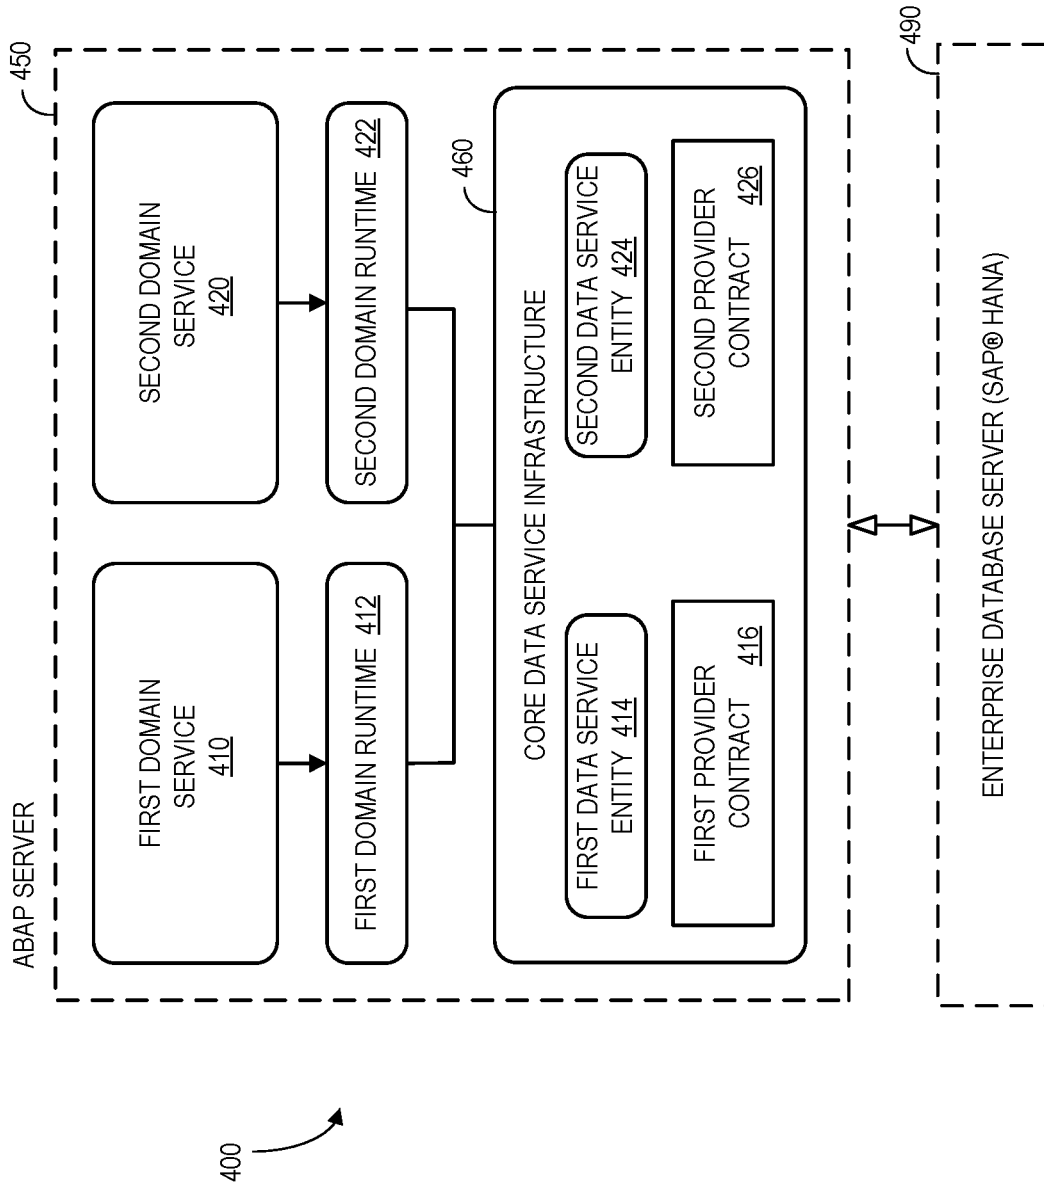 ABAP SERVER
450
FIRST DOMAIN
SERVICE
410
SECOND DOMAIN
SERVICE
420
FIRST DOMAIN RUNTIME 412
SECOND DOMAIN RUNTIME 422
460
CORE DATA SERVICE INFRASTRUCTURE
FIRST DATA SERVICE
ENTITY 414
SECOND DATA SERVICE
ENTITY 424
FIRST PROVIDER
CONTRACT
416
SECOND PROVIDER
CONTRACT
426
400
490
ENTERPRISE DATABASE SERVER (SAP® HANA)